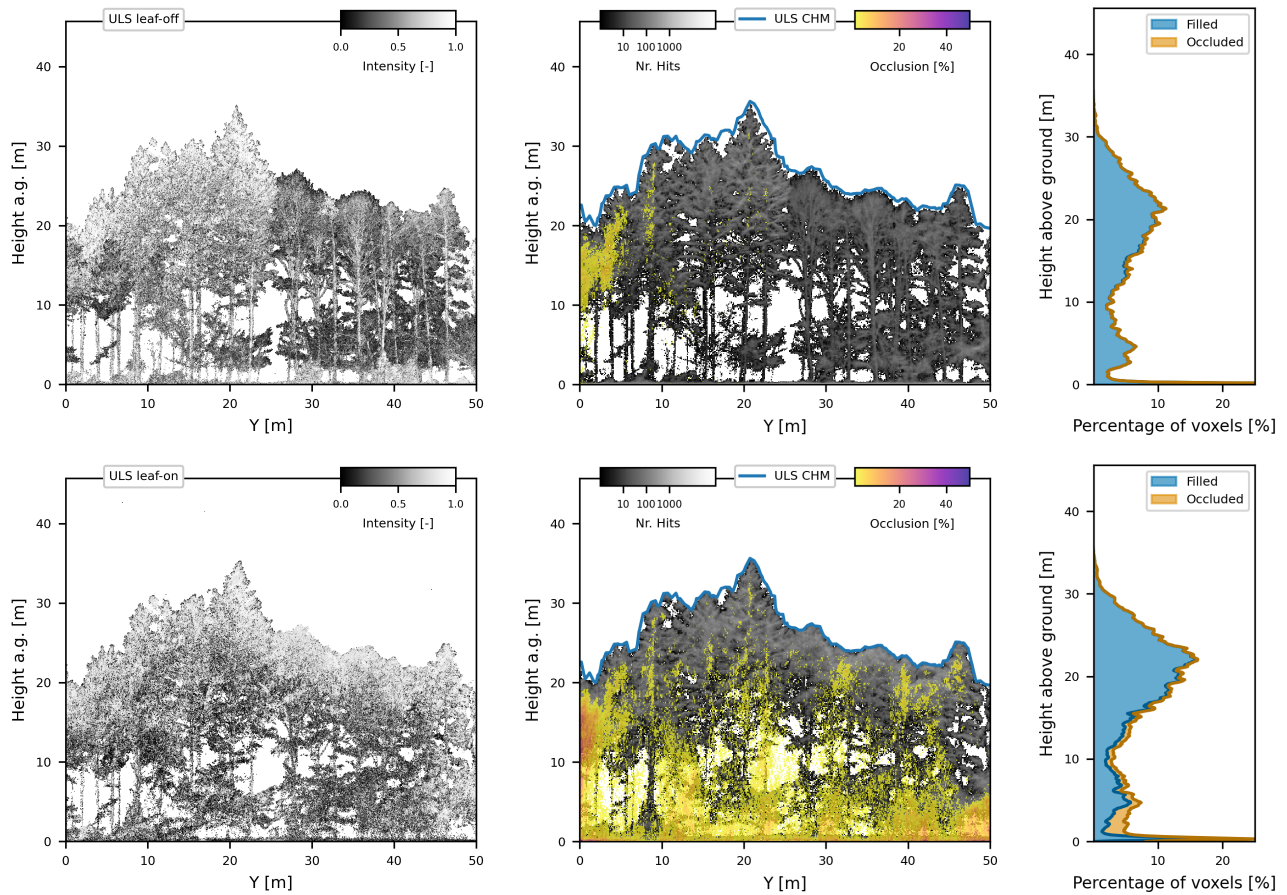 ULS leaf-off
0.0 0.5 1.0
Intensity [-]
Height a.g. [m]
0 10 20 30 40
0 10 20 30 40 50
Y [m]
10 100 1000
Nr. Hits
ULS CHM
20 40
Occlusion [%]
Height a.g. [m]
0 10 20 30 40
0 10 20 30 40 50
Y [m]
Filled
Occluded
Height above ground [m]
0 10 20 30 40
10 20
Percentage of voxels [%]
ULS leaf-on
0.0 0.5 1.0
Intensity [-]
Height a.g. [m]
0 10 20 30 40
0 10 20 30 40 50
Y [m]
10 100 1000
Nr. Hits
ULS CHM
20 40
Occlusion [%]
Height a.g. [m]
0 10 20 30 40
0 10 20 30 40 50
Y [m]
Filled
Occluded
Height above ground [m]
0 10 20 30 40
10 20
Percentage of voxels [%]